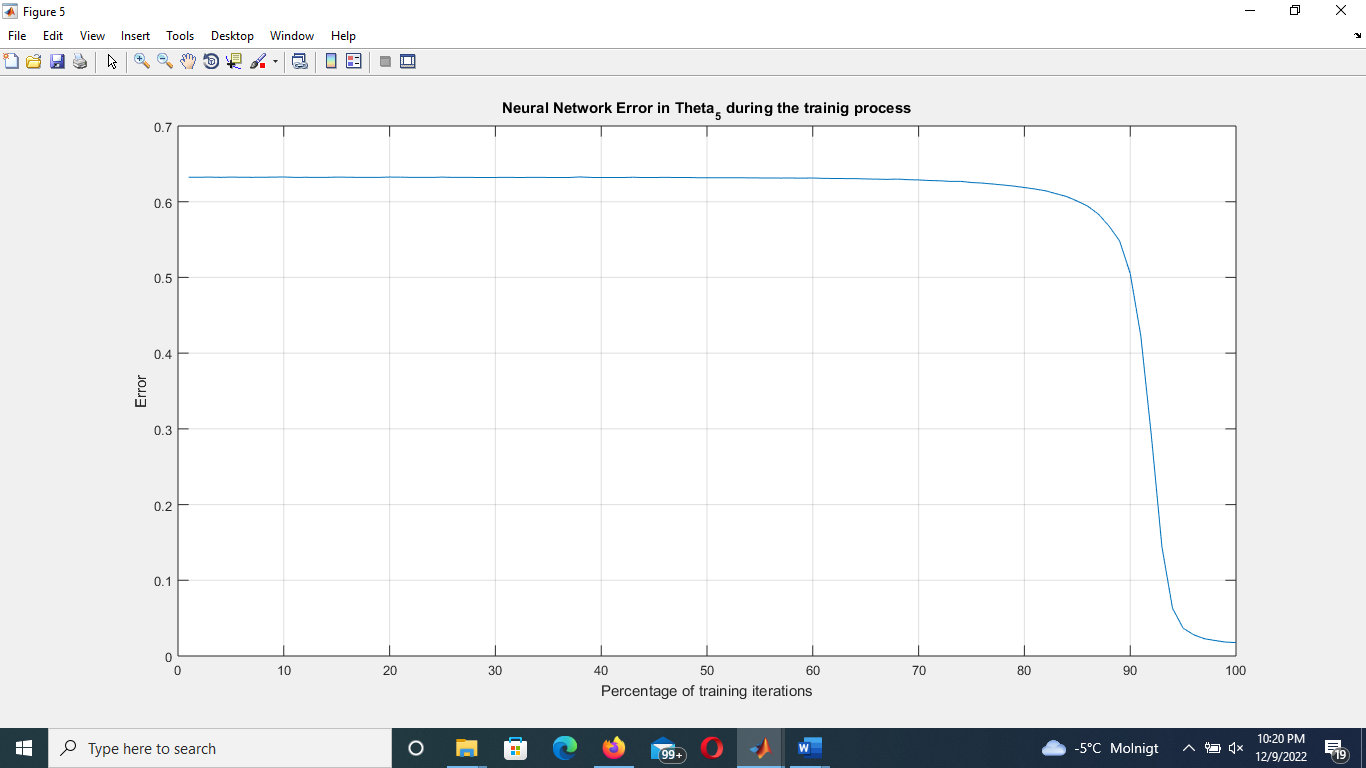 Figure 5
File Edit View Insert Tools Desktop Window Help
Neural Network Error in Theta5 during the trainig process
0.7
0.6
0.5
0.4
0.3
0.2
0.1
0
Error
0 10 20 30 40 50 60 70 80 90 100
Percentage of training iterations
Type here to search
99+
W
-5°C Molnigt
10:20 PM
12/9/2022
19